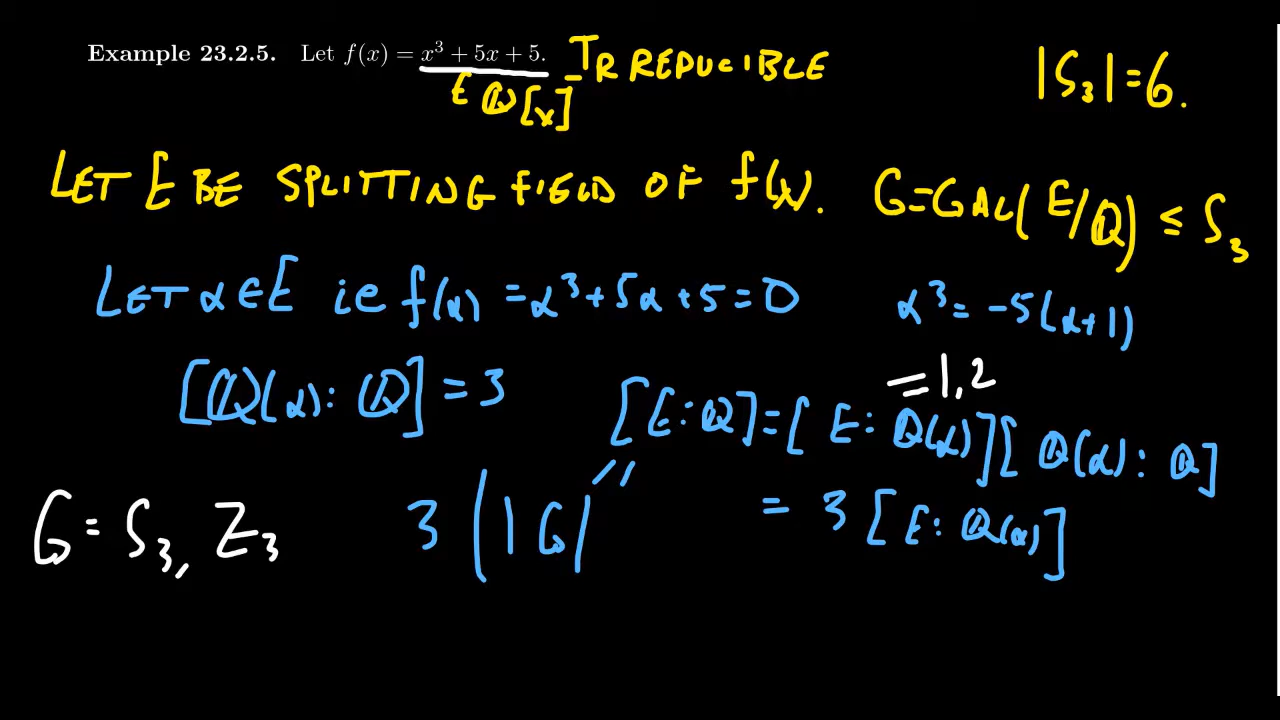 Example 23.2.5. Let f(x) = x³ + 5x + 5. IRREDUCIBLE
∈ ℚ[x]
|S₃| = 6.
LET E BE SPLITTING FIELD OF f(x). G = GAL(E/ℚ) ≤ S₃
LET α ∈ E ie f(α) = α³ + 5α + 5 = 0 α³ = -5(α+1)
= 1, 2
[ℚ(α) : ℚ] = 3 [E : ℚ] = [E : ℚ(α)][ℚ(α) : ℚ]
G = S₃, Z₃ 3 | |G| = 3[E : ℚ(α)]